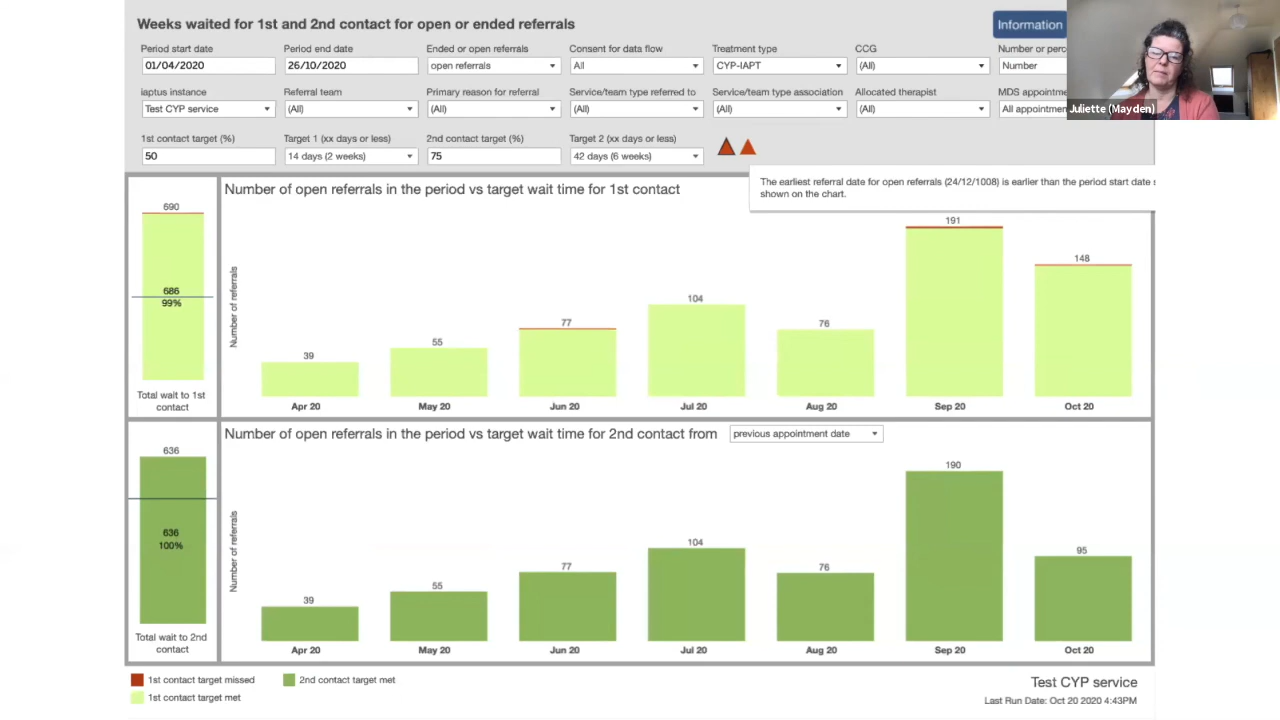 Weeks waited for 1st and 2nd contact for open or ended referrals
Information
Period start date
Period end date
Ended or open referrals
Consent for data flow
Treatment type
CCG
Number or perc
01/04/2020
26/10/2020
open referrals
All
CYP-IAPT
(All)
Number
iaptus instance
Referral team
Primary reason for referral
Service/team type referred to
Service/team type association
Allocated therapist
MDS appointme
Test CYP service
(All)
(All)
(All)
(All)
(All)
All appointmen
Juliette (Mayden)
1st contact target (%)
Target 1 (xx days or less)
2nd contact target (%)
Target 2 (xx days or less)
50
14 days (2 weeks)
75
42 days (6 weeks)
The earliest referral date for open referrals (24/12/1008) is earlier than the period start date s
shown on the chart.
Number of open referrals in the period vs target wait time for 1st contact
690
686
99%
Total wait to 1st
contact
Number of referrals
39
55
77
104
76
191
148
Apr 20
May 20
Jun 20
Jul 20
Aug 20
Sep 20
Oct 20
Number of open referrals in the period vs target wait time for 2nd contact from
previous appointment date
636
636
100%
Total wait to 2nd
contact
Number of referrals
39
55
77
104
76
190
95
Apr 20
May 20
Jun 20
Jul 20
Aug 20
Sep 20
Oct 20
1st contact target missed
2nd contact target met
1st contact target met
Test CYP service
Last Run Date: Oct 20 2020 4:43PM